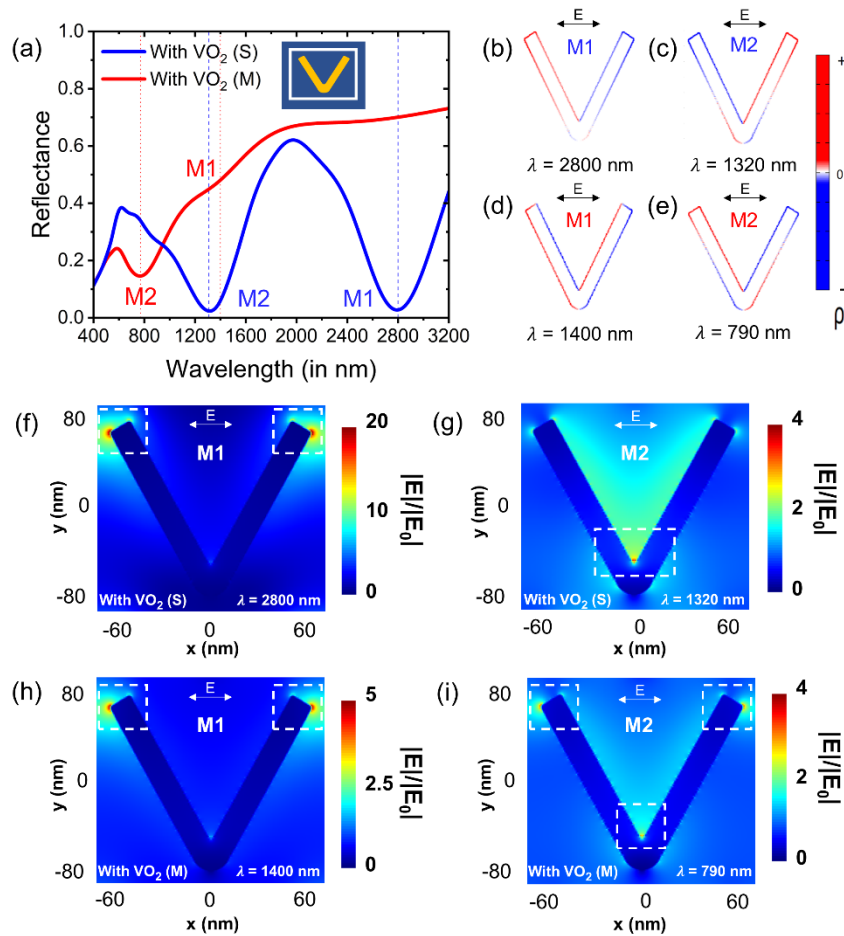 (a)
With VO2 (S)
With VO2 (M)
Reflectance
1.0
0.8
0.6
0.4
0.2
0.0
M1
M2
M2
M1
400 800 1200 1600 2000 2400 2800 3200
Wavelength (in nm)
(b) E
M1
λ = 2800 nm
(c) E
M2
λ = 1320 nm
(d) E
M1
λ = 1400 nm
(e) E
M2
λ = 790 nm
+
0
-
ρ
(f)
E
M1
With VO2 (S) λ = 2800 nm
y (nm)
80
0
-80
-60 0 60
x (nm)
20
10
0
|E|/|E0|
(g)
E
M2
With VO2 (S) λ = 1320 nm
y (nm)
80
0
-80
-60 0 60
x (nm)
4
2
0
|E|/|E0|
(h)
E
M1
With VO2 (M) λ = 1400 nm
y (nm)
80
0
-80
-60 0 60
x (nm)
5
2.5
0
|E|/|E0|
(i)
E
M2
With VO2 (M) λ = 790 nm
y (nm)
80
0
-80
-60 0 60
x (nm)
4
2
0
|E|/|E0|